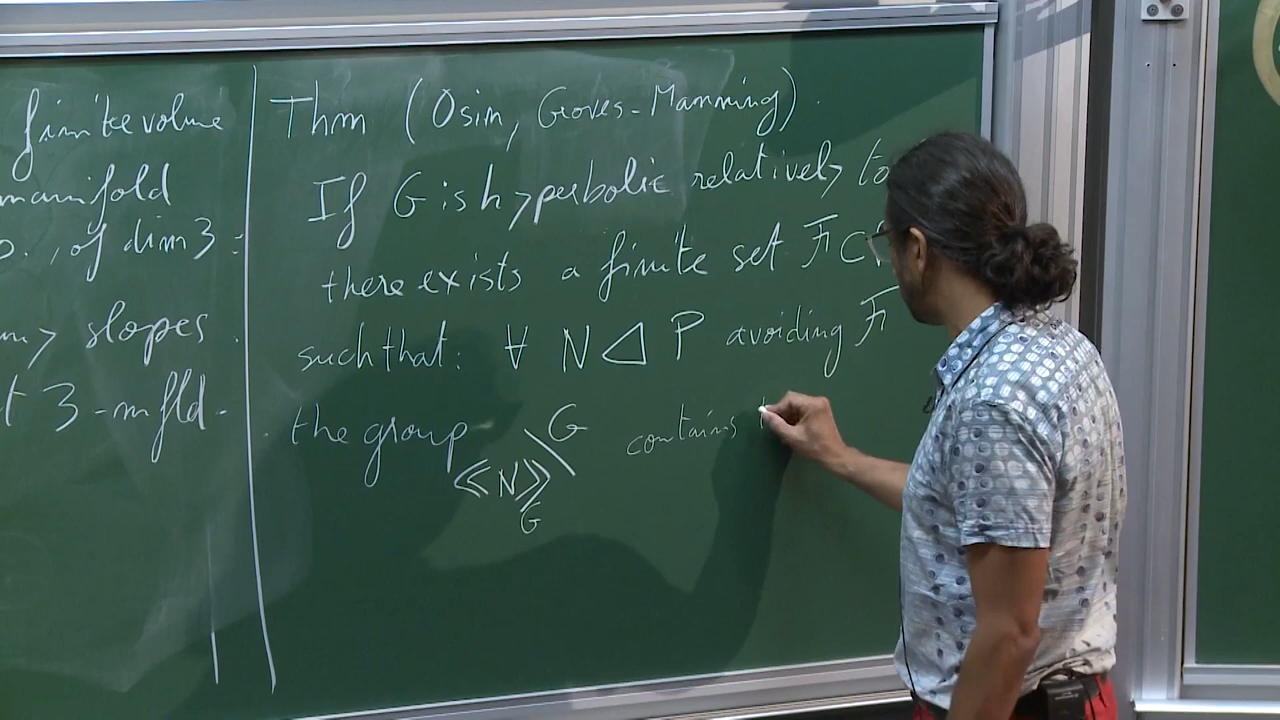 finite volume
manifold
of dim 3 :
slopes.
3-mfld.
Thm (Osin, Groves-Manning).
If G is hyperbolic relatively to
there exists a finite set F ⊂
such that: ∀ N ◁ P avoiding F
the group ≪N≫_G \ G contains